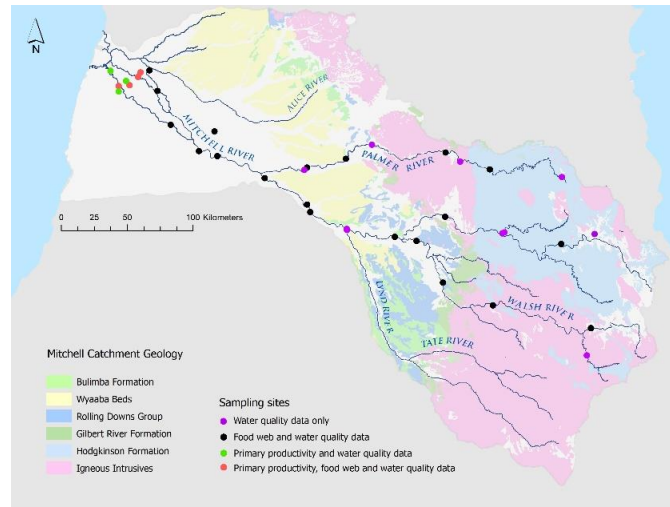 N
ALICE RIVER
MITCHELL RIVER
PALMER RIVER
0 25 50 100 Kilometers
LYND RIVER
WALSH RIVER
TATE RIVER
Mitchell Catchment Geology
Bulimba Formation
Wyaaba Beds
Rolling Downs Group
Gilbert River Formation
Hodgkinson Formation
Igneous Intrusives
Sampling sites
Water quality data only
Food web and water quality data
Primary productivity and water quality data
Primary productivity, food web and water quality data